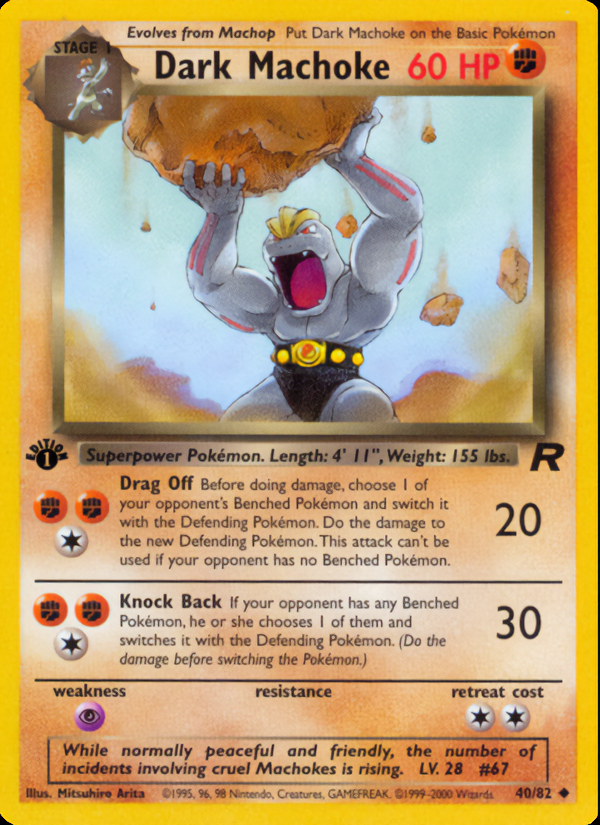 Evolves from Machop Put Dark Machoke on the Basic Pokémon
STAGE 1
Dark Machoke 60 HP
EDITION
1
Superpower Pokémon. Length: 4' 11", Weight: 155 lbs.
R
Drag Off Before doing damage, choose 1 of
your opponent's Benched Pokémon and switch it
with the Defending Pokémon. Do the damage to
the new Defending Pokémon. This attack can't be
used if your opponent has no Benched Pokémon.
20
Knock Back If your opponent has any Benched
Pokémon, he or she chooses 1 of them and
switches it with the Defending Pokémon. (Do the
damage before switching the Pokémon.)
30
weakness resistance retreat cost
While normally peaceful and friendly, the number of
incidents involving cruel Machokes is rising. LV. 28 #67
Illus. Mitsuhiro Arita ©1995, 96, 98 Nintendo, Creatures, GAMEFREAK. ©1999-2000 Wizards. 40/82